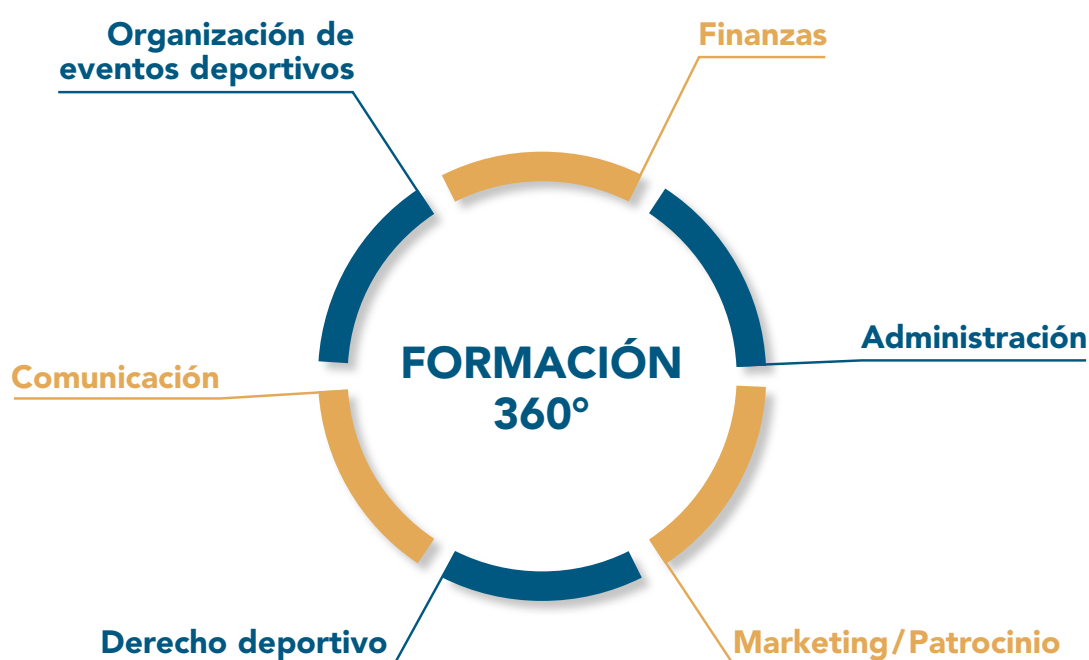 Organización de
eventos deportivos
Finanzas
Administración
FORMACIÓN
360°
Comunicación
Derecho deportivo
Marketing/Patrocinio